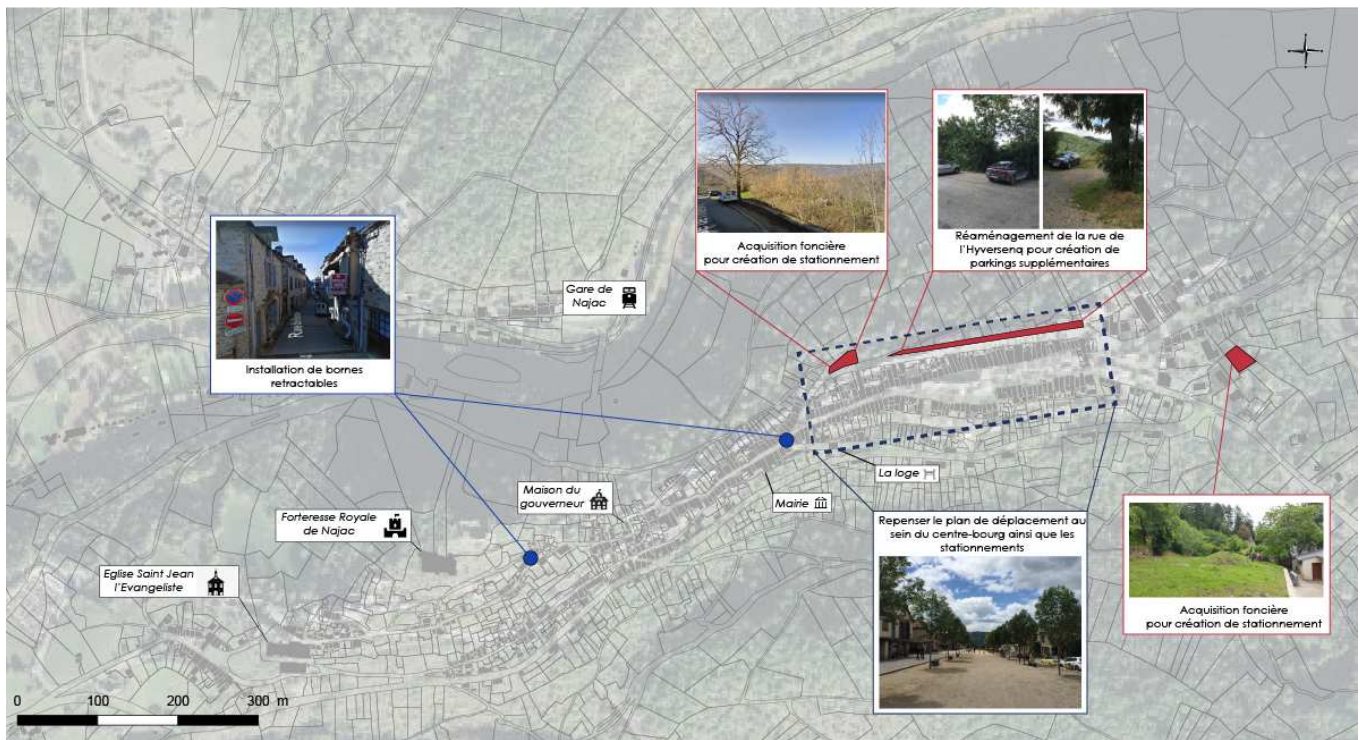 Acquisition foncière
pour création de stationnement
Réaménagement de la rue de
l'Hyversenq pour création de
parkings supplémentaires
Installation de bornes
retractables
Gare de
Najac
La loge
Maison du
gouverneur
Mairie
Forteresse Royale
de Najac
Eglise Saint Jean
l'Evangeliste
Repenser le plan de déplacement au
sein du centre-bourg ainsi que les
stationnements
Acquisition foncière
pour création de stationnement
0 100 200 300 m